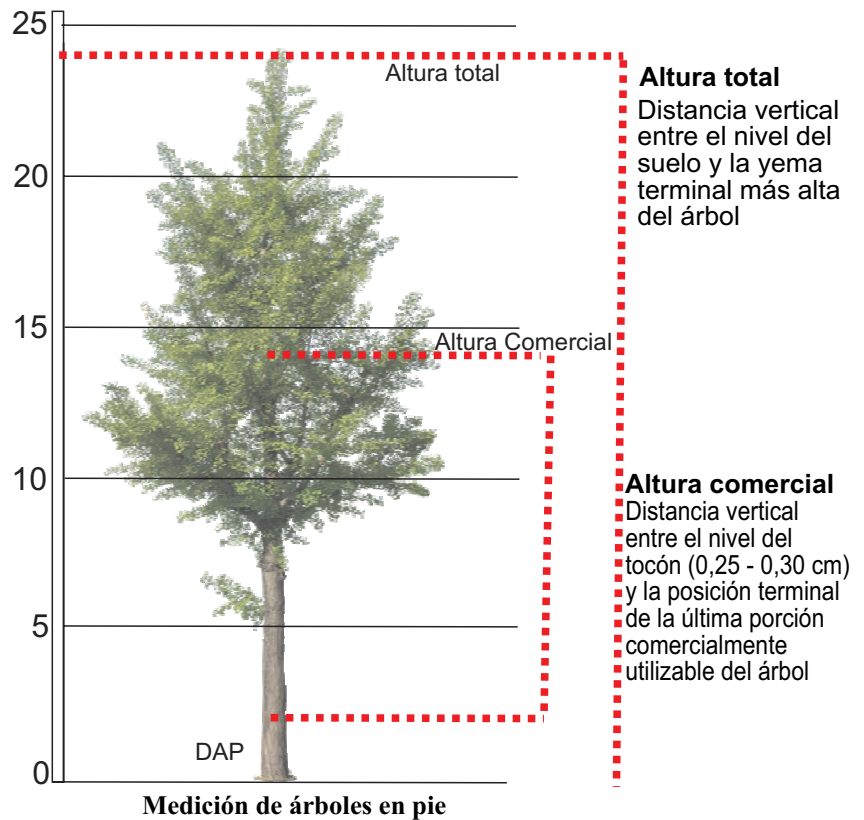 25
Altura total
20
15
Altura Comercial
10
5
DAP
0
Altura total
Distancia vertical
entre el nivel del
suelo y la yema
terminal más alta
del árbol
Altura comercial
Distancia vertical
entre el nivel del
tocón (0,25 - 0,30 cm)
y la posición terminal
de la última porción
comercialmente
utilizable del árbol
Medición de árboles en pie